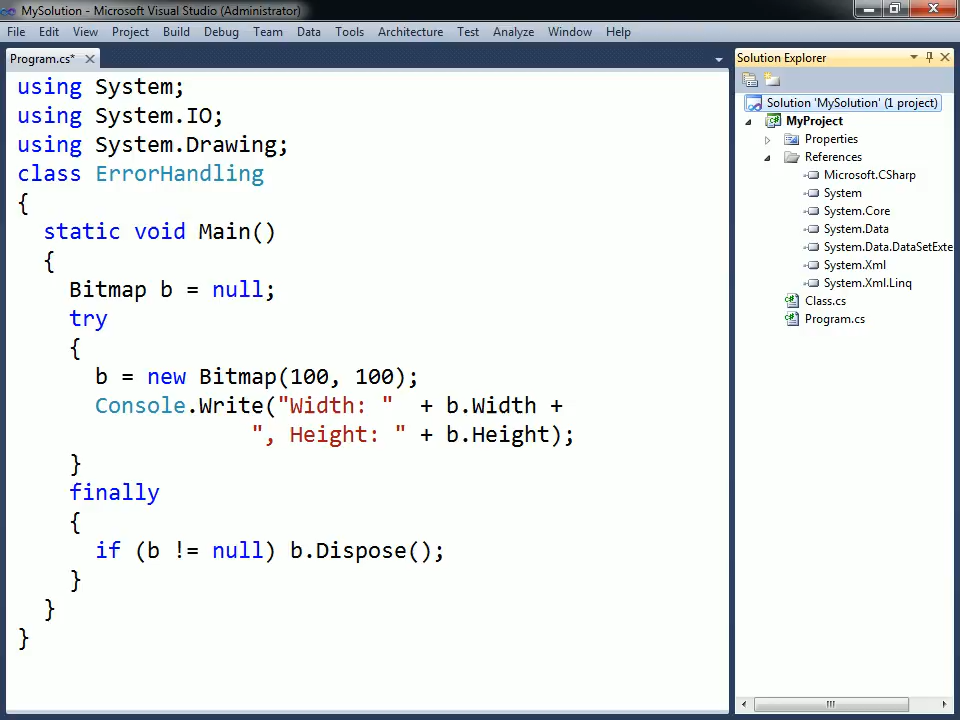 MySolution - Microsoft Visual Studio (Administrator)
File Edit View Project Build Debug Team Data Tools Architecture Test Analyze Window Help
Program.cs*
using System;
using System.IO;
using System.Drawing;
class ErrorHandling
{
static void Main()
{
Bitmap b = null;
try
{
b = new Bitmap(100, 100);
Console.Write("Width: "  + b.Width +
", Height: " + b.Height);
}
finally
{
if (b != null) b.Dispose();
}
}
}
Solution Explorer
Solution 'MySolution' (1 project)
MyProject
Properties
References
Microsoft.CSharp
System
System.Core
System.Data
System.Data.DataSetExte
System.Xml
System.Xml.Linq
Class.cs
Program.cs